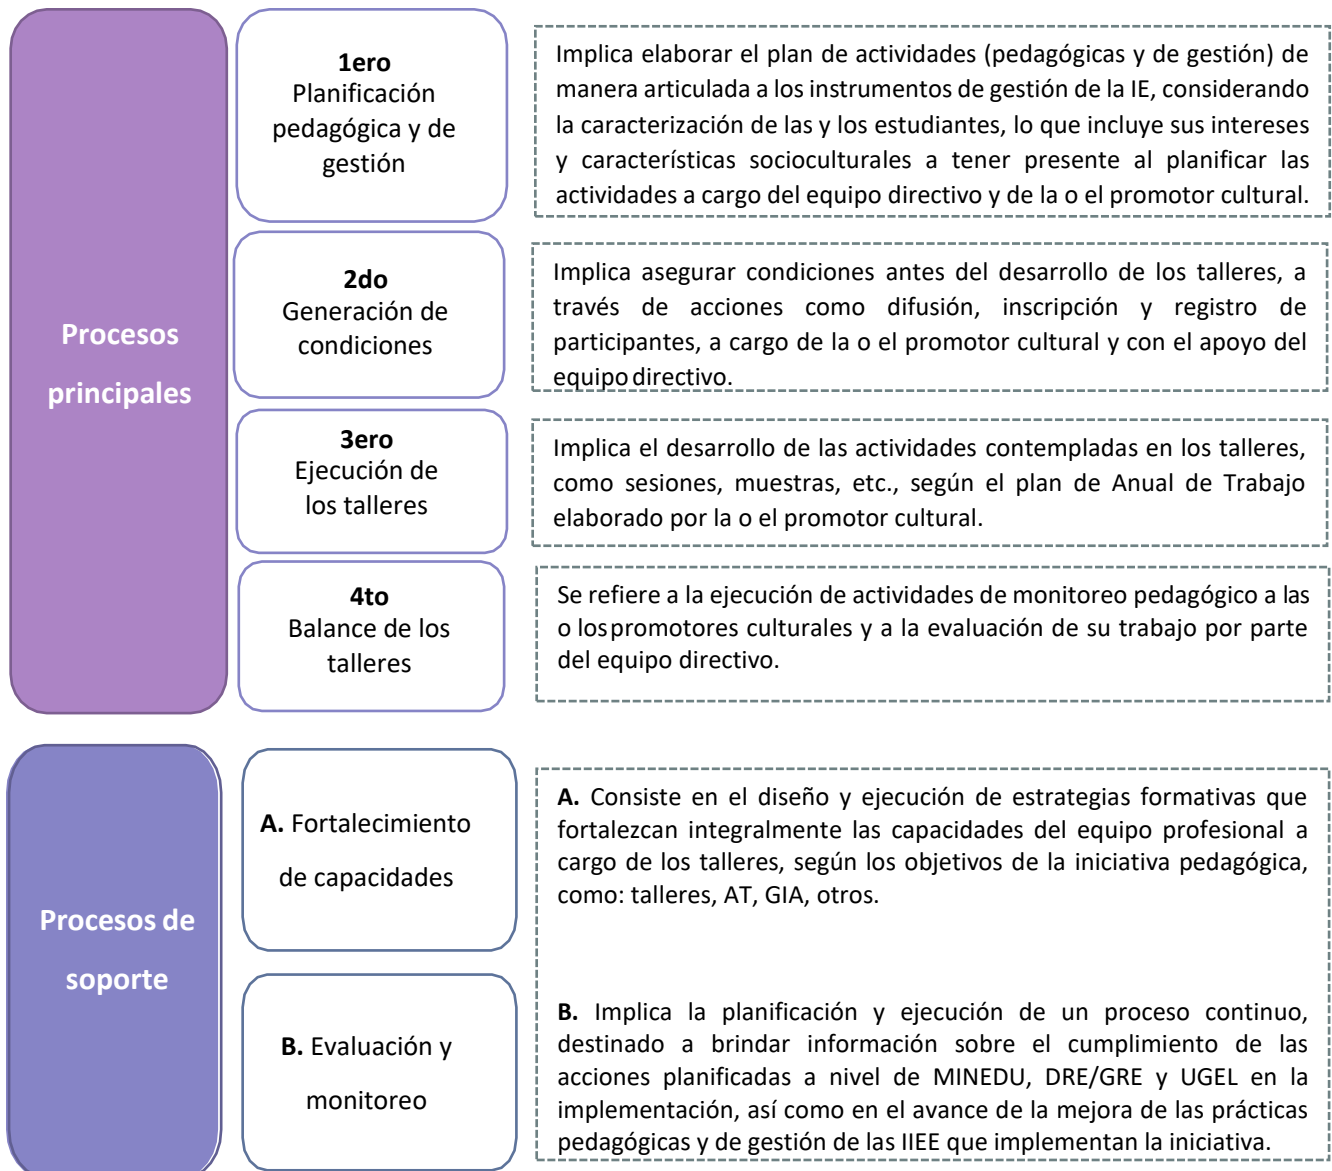 Procesos
principales
1ero
Planificación
pedagógica y de
gestión
Implica elaborar el plan de actividades (pedagógicas y de gestión) de
manera articulada a los instrumentos de gestión de la IE, considerando
la caracterización de las y los estudiantes, lo que incluye sus intereses
y características socioculturales a tener presente al planificar las
actividades a cargo del equipo directivo y de la o el promotor cultural.
2do
Generación de
condiciones
Implica asegurar condiciones antes del desarrollo de los talleres, a
través de acciones como difusión, inscripción y registro de
participantes, a cargo de la o el promotor cultural y con el apoyo del
equipo directivo.
3ero
Ejecución de
los talleres
Implica el desarrollo de las actividades contempladas en los talleres,
como sesiones, muestras, etc., según el plan de Anual de Trabajo
elaborado por la o el promotor cultural.
4to
Balance de los
talleres
Se refiere a la ejecución de actividades de monitoreo pedagógico a las
o los promotores culturales y a la evaluación de su trabajo por parte
del equipo directivo.
Procesos de
soporte
A. Fortalecimiento
de capacidades
A. Consiste en el diseño y ejecución de estrategias formativas que
fortalezcan integralmente las capacidades del equipo profesional a
cargo de los talleres, según los objetivos de la iniciativa pedagógica,
como: talleres, AT, GIA, otros.
B. Evaluación y
monitoreo
B. Implica la planificación y ejecución de un proceso continuo,
destinado a brindar información sobre el cumplimiento de las
acciones planificadas a nivel de MINEDU, DRE/GRE y UGEL en la
implementación, así como en el avance de la mejora de las prácticas
pedagógicas y de gestión de las IIEE que implementan la iniciativa.